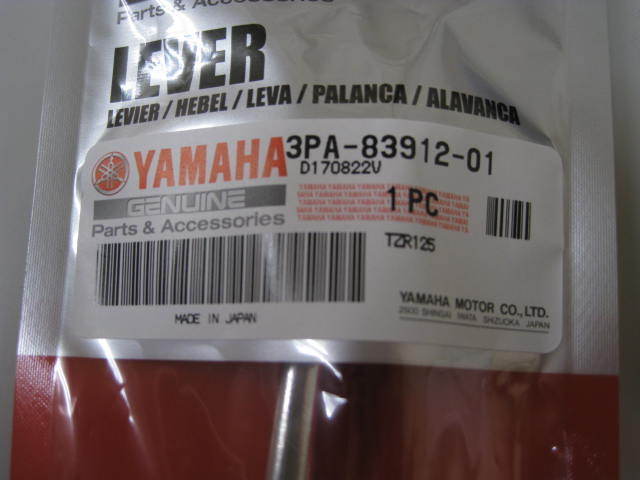 Parts & Accessories
LEVER
LEVIER / HEBEL / LEVA / PALANCA / ALAVANCA
YAMAHA 3PA-83912-01
D170822V
GENUINE
Parts & Accessories
1 PC
TZR125
MADE IN JAPAN
YAMAHA MOTOR CO., LTD.
2500 SHINGAI IWATA SHIZUOKA JAPAN